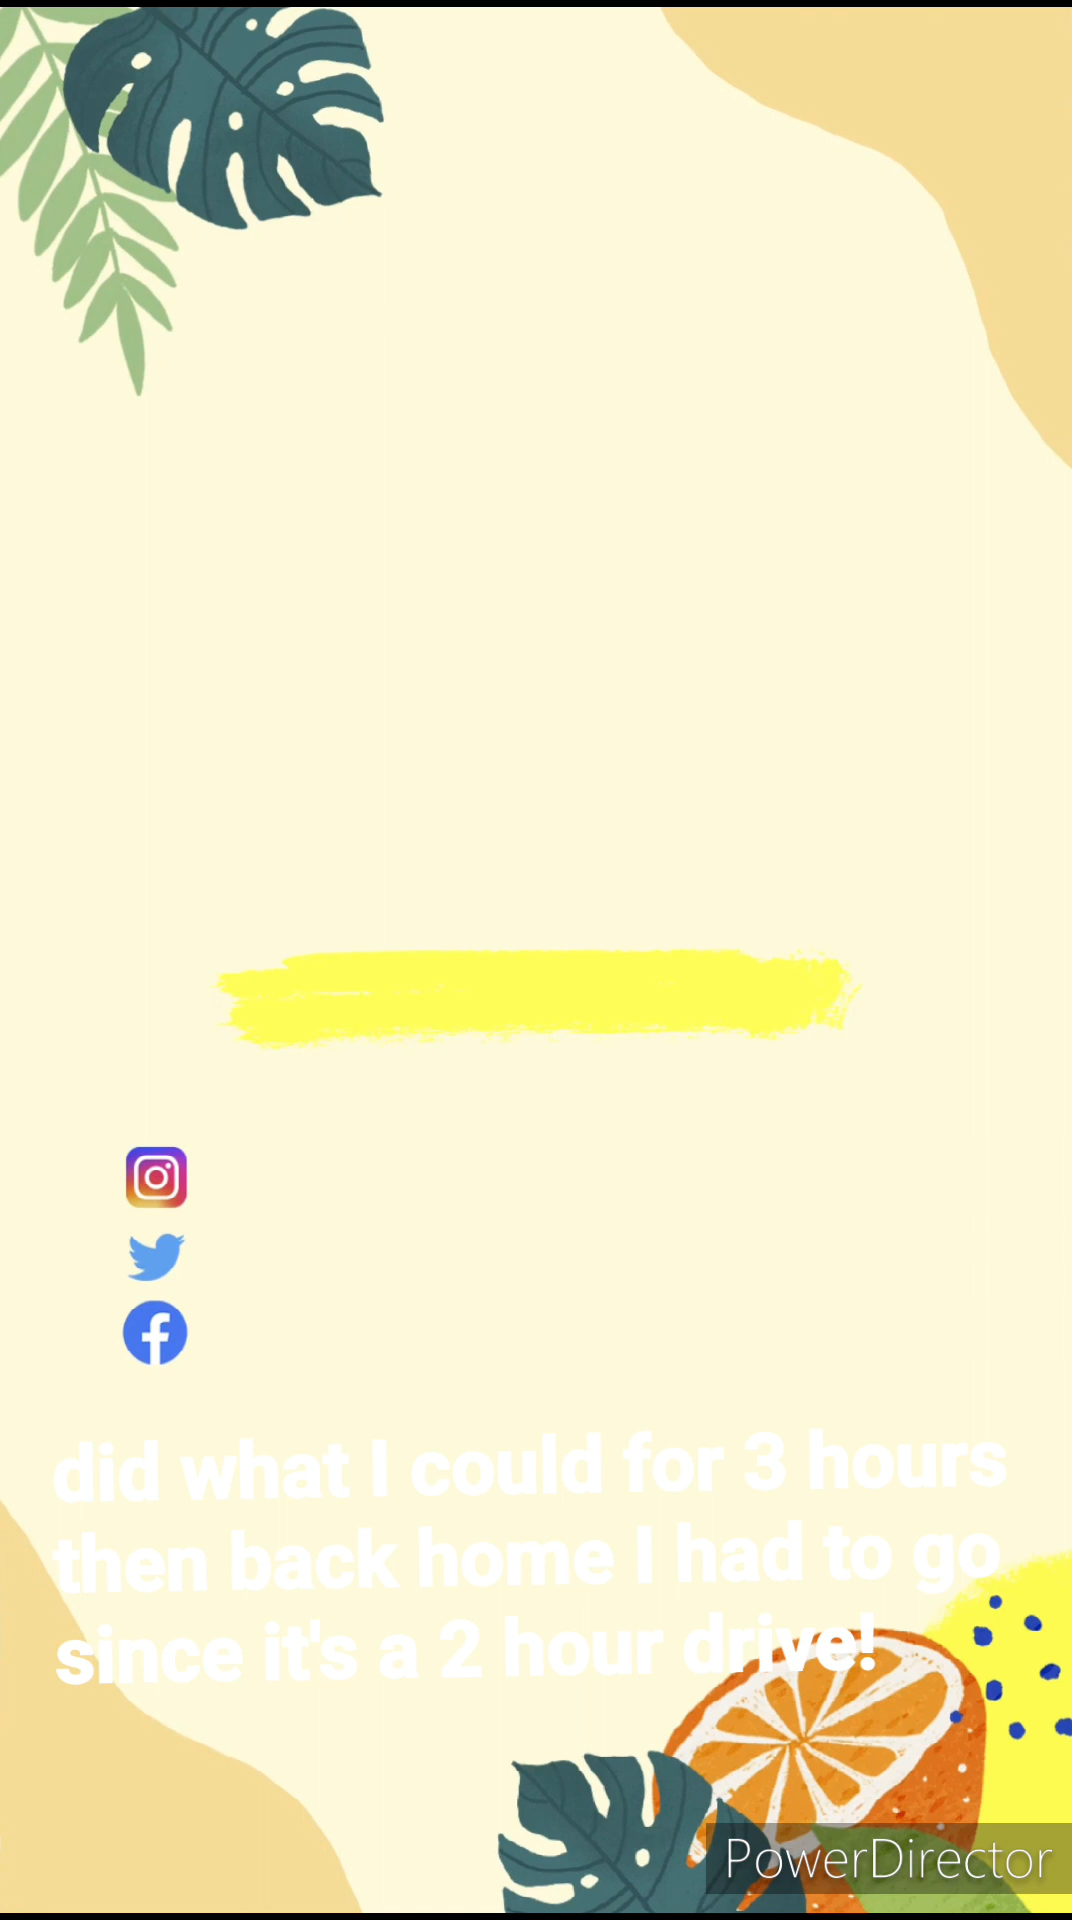 did what I could for 3 hours
then back home I had to go
since it's a 2 hour drive!
PowerDirector